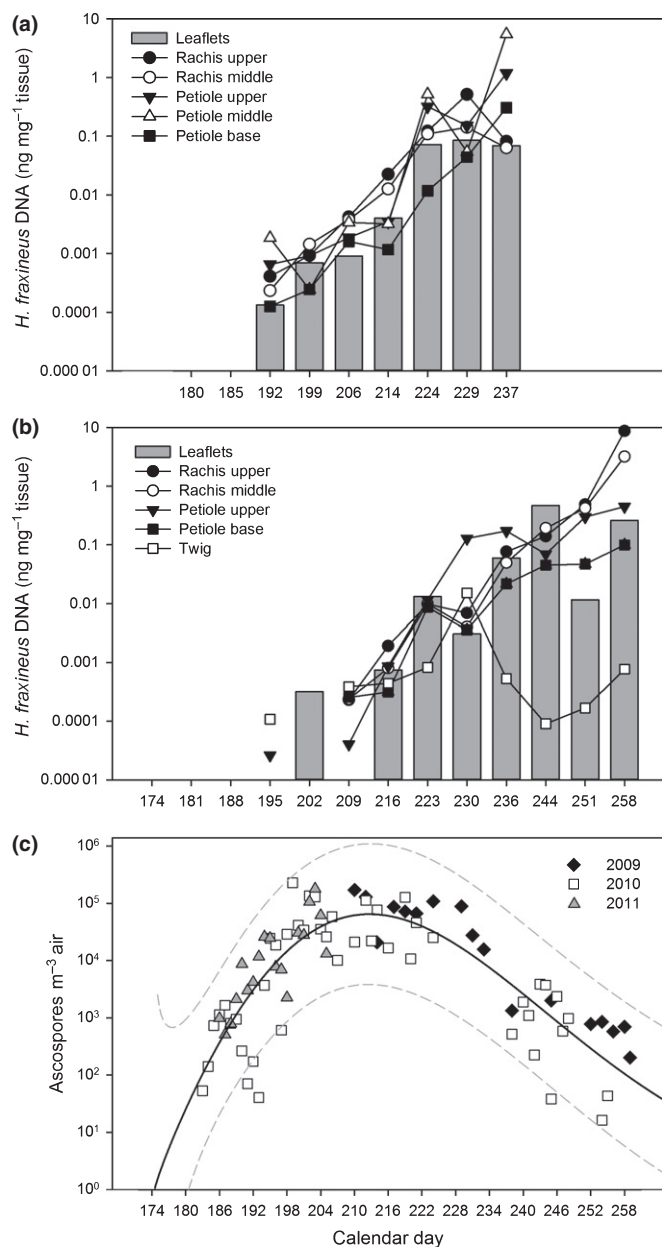 (a)
H. fraxineus DNA (ng mg⁻¹ tissue)
10
1
0.1
0.01
0.001
0.0001
0.000 01
Leaflets
Rachis upper
Rachis middle
Petiole upper
Petiole middle
Petiole base
180 185 192 199 206 214 224 229 237
(b)
H. fraxineus DNA (ng mg⁻¹ tissue)
10
1
0.1
0.01
0.001
0.0001
0.000 01
Leaflets
Rachis upper
Rachis middle
Petiole upper
Petiole base
Twig
174 181 188 195 202 209 216 223 230 236 244 251 258
(c)
Ascospores m⁻³ air
10⁶
10⁵
10⁴
10³
10²
10¹
10⁰
2009
2010
2011
174 180 186 192 198 204 210 216 222 228 234 240 246 252 258
Calendar day